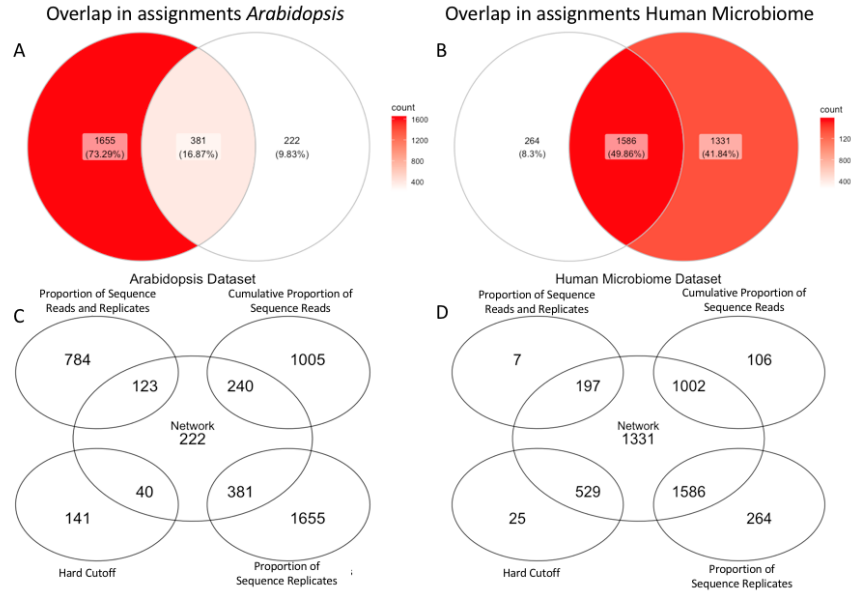 Overlap in assignments Arabidopsis
Overlap in assignments Human Microbiome
A
1655
(73.29%)
381
(16.87%)
222
(9.83%)
count
1600
1200
800
400
B
264
(8.3%)
1586
(49.86%)
1331
(41.84%)
count
1200
800
400
Arabidopsis Dataset
Human Microbiome Dataset
C
Proportion of Sequence
Reads and Replicates
Cumulative Proportion of
Sequence Reads
784
1005
123
240
Network
222
40
381
141
1655
Hard Cutoff
Proportion of
Sequence Replicates
D
Proportion of Sequence
Reads and Replicates
Cumulative Proportion of
Sequence Reads
7
106
197
1002
Network
1331
529
1586
25
264
Hard Cutoff
Proportion of
Sequence Replicates